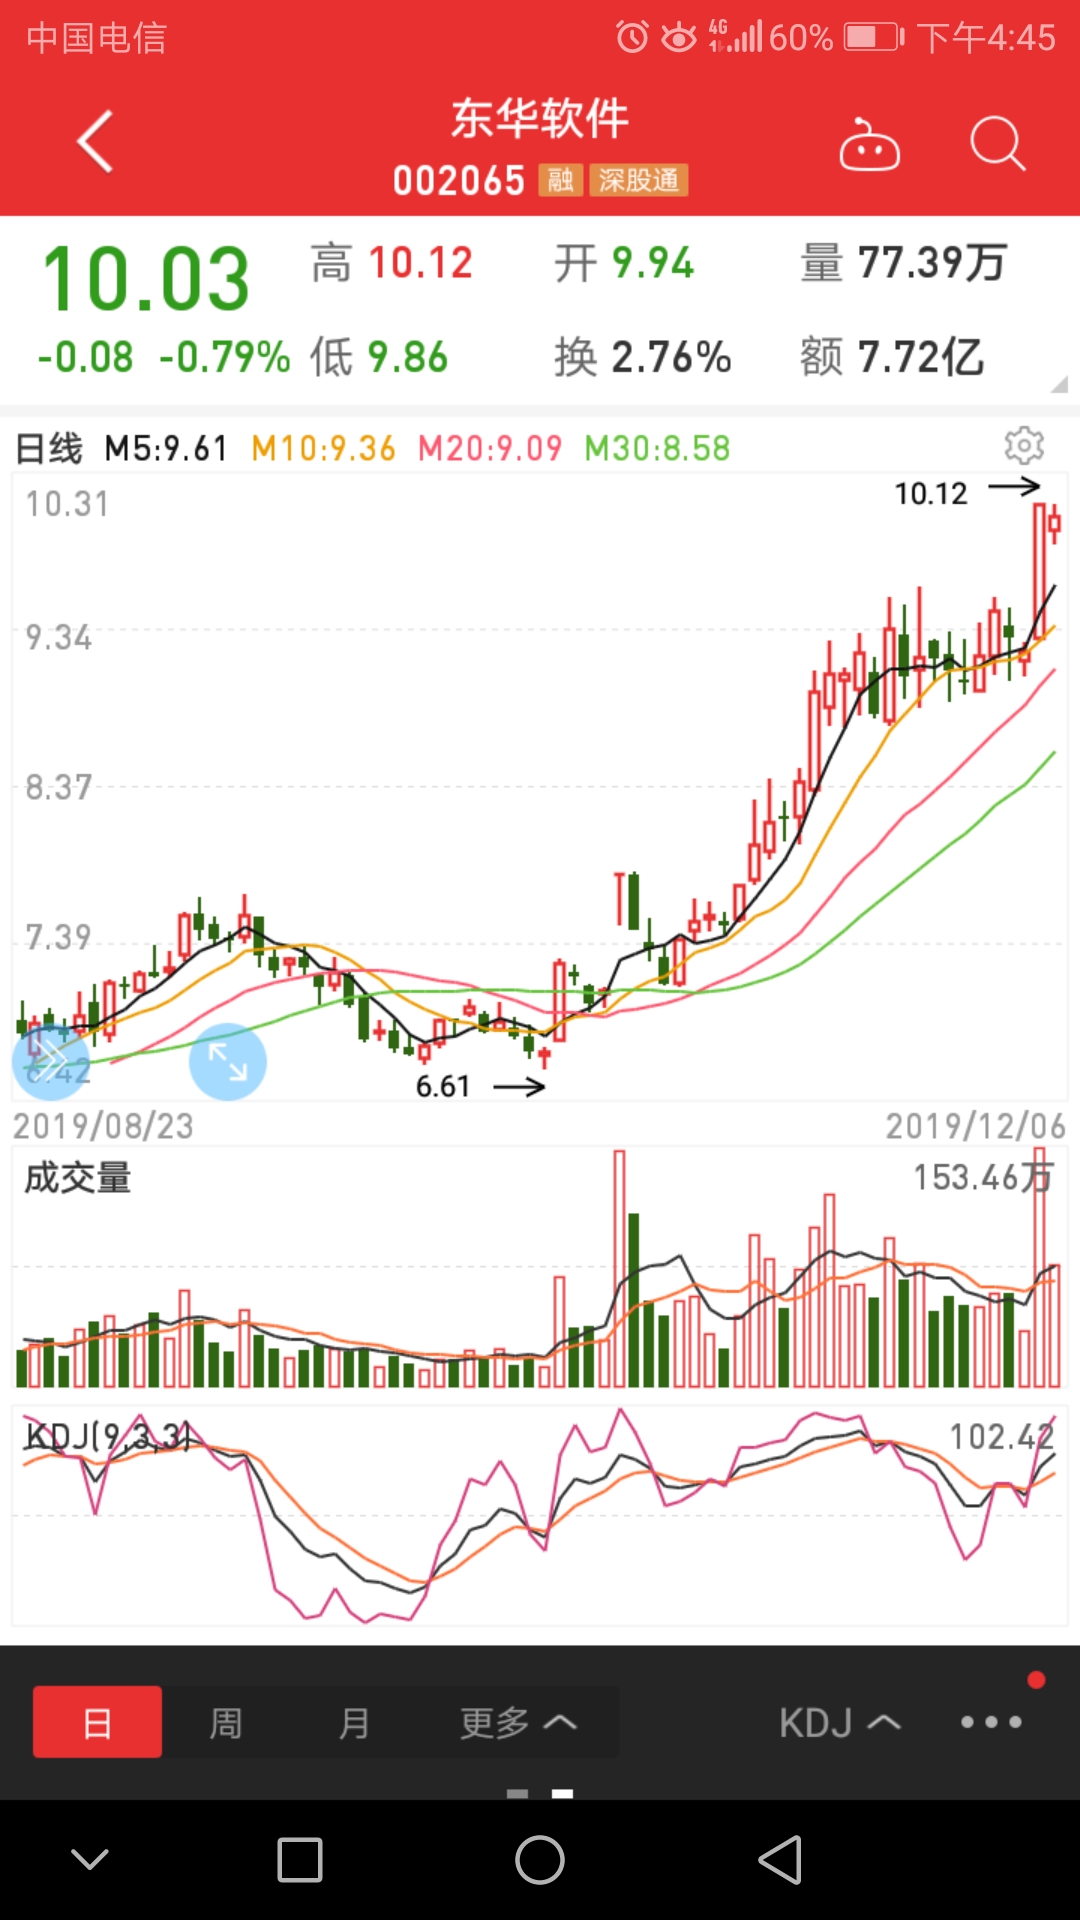 中国电信 4G 60% 下午4:45
东华软件
002065 融 深股通
10.03 高 10.12 开 9.94 量 77.39万
-0.08 -0.79% 低 9.86 换 2.76% 额 7.72亿
日线 M5:9.61 M10:9.36 M20:9.09 M30:8.58
10.31
10.12
9.34
8.37
7.39
6.42
6.61
2019/08/23 2019/12/06
成交量 153.46万
KDJ(9,3,3) 102.42
日 周 月 更多 KDJ